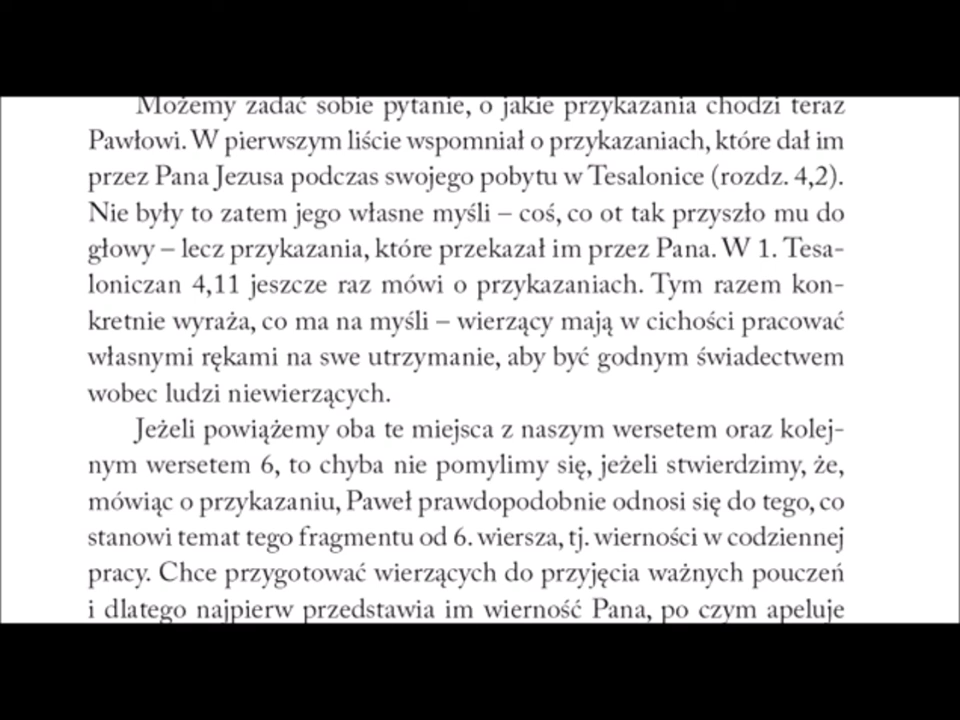 Możemy zadać sobie pytanie, o jakie przykazania chodzi teraz
Pawłowi. W pierwszym liście wspomniał o przykazaniach, które dał im
przez Pana Jezusa podczas swojego pobytu w Tesalonice (rozdz. 4,2).
Nie były to zatem jego własne myśli – coś, co ot tak przyszło mu do
głowy – lecz przykazania, które przekazał im przez Pana. W 1. Tesa-
loniczan 4,11 jeszcze raz mówi o przykazaniach. Tym razem kon-
kretnie wyraża, co ma na myśli – wierzący mają w cichości pracować
własnymi rękami na swe utrzymanie, aby być godnym świadectwem
wobec ludzi niewierzących.
Jeżeli powiążemy oba te miejsca z naszym wersetem oraz kolej-
nym wersetem 6, to chyba nie pomylimy się, jeżeli stwierdzimy, że,
mówiąc o przykazaniu, Paweł prawdopodobnie odnosi się do tego, co
stanowi temat tego fragmentu od 6. wiersza, tj. wierności w codziennej
pracy. Chce przygotować wierzących do przyjęcia ważnych pouczeń
i dlatego najpierw przedstawia im wierność Pana, po czym apeluje